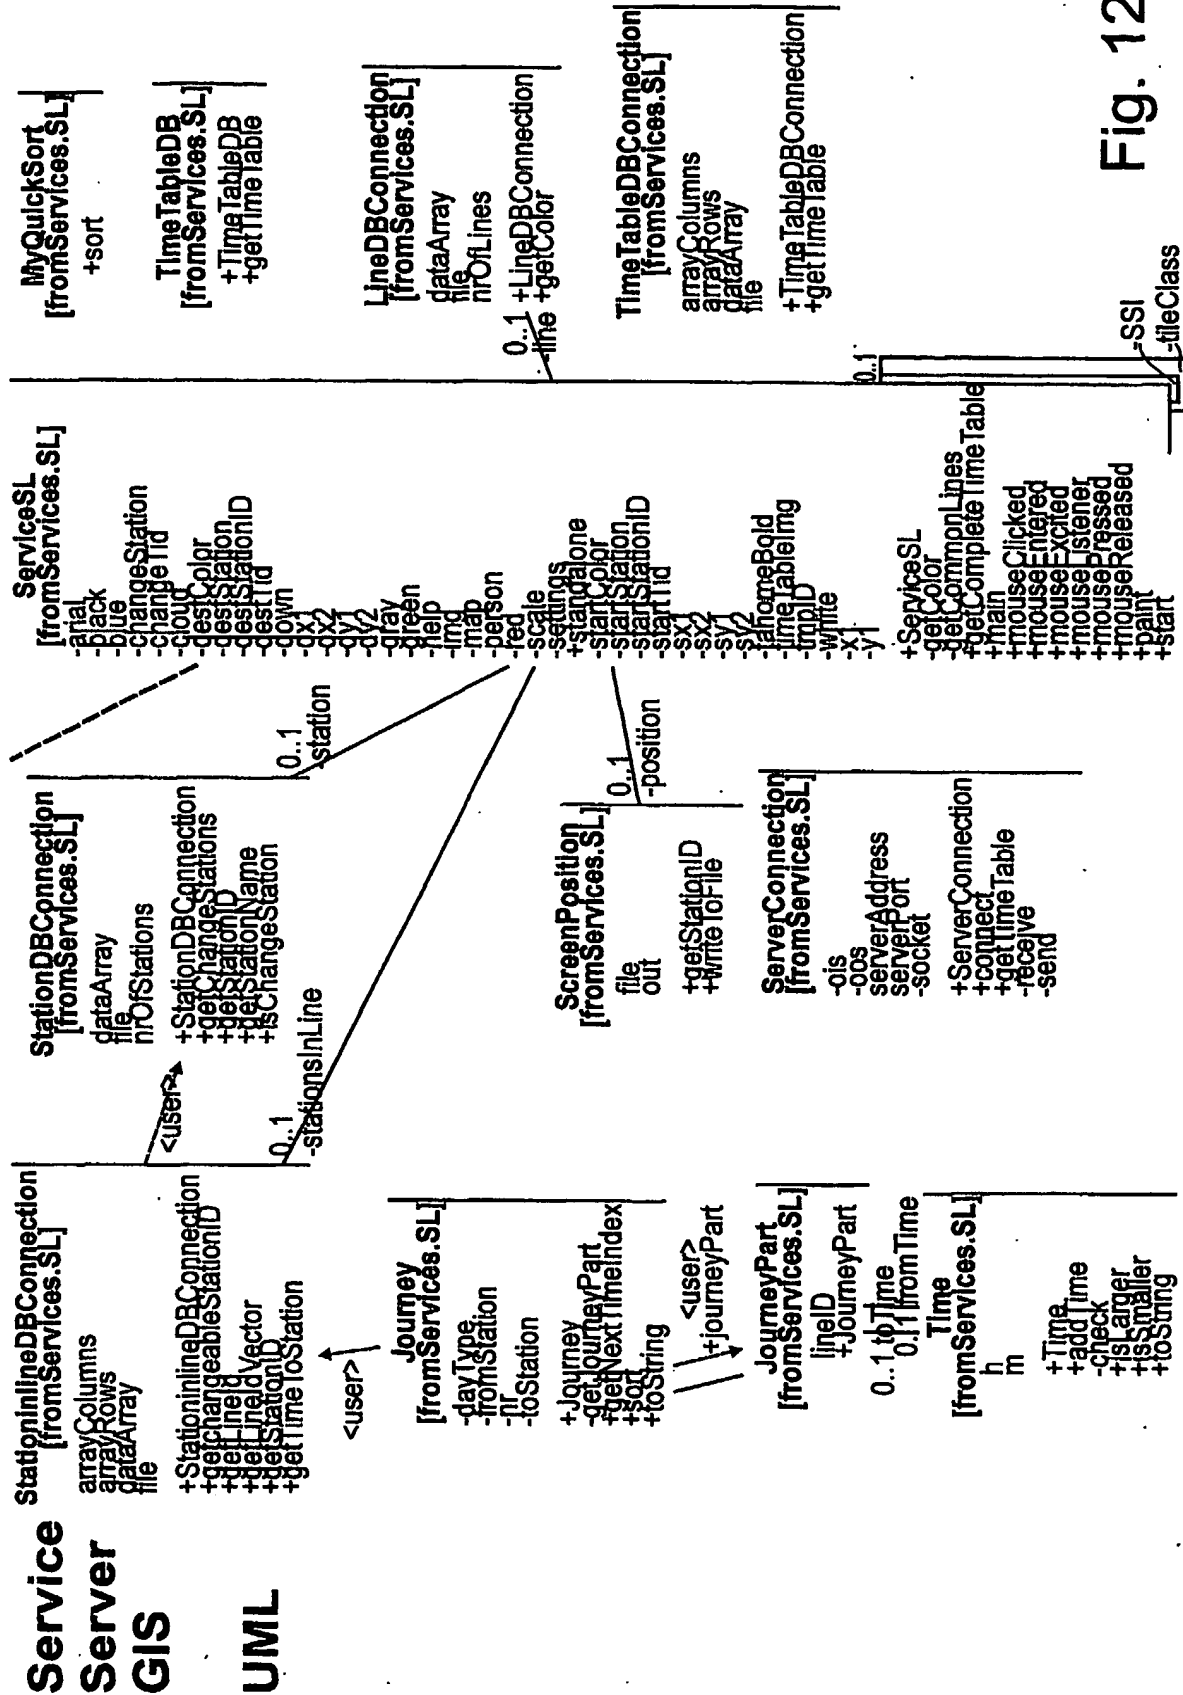 Service
Server
GIS
UML
StationinlineDBConnection
[fromServices.SL]
arrayColumns
arrayRows
dataArray
file
+StationinlineDBConnection
+getchangeableStationID
+getLineId
+getLineIdVector
+getStationID
+getTimeToStation
<user>
0..1
-stationsInLine
<user>
StationDBConnection
[fromServices.SL]
dataArray
file
nrOfStations
+StationDBConnection
+getChangeStations
+getStationID
+getStationName
+isChangeStation
0..1
-station
Journey
[fromServices.SL]
-dayType
-fromStation
-nr
-toStation
+Journey
-getJourneyPart
+getNextTimeIndex
+sort
+toString
<user>
+journeyPart
JourneyPart
[fromServices.SL]
lineID
+JourneyPart
0..1 toTime
0..1 fromTime
Time
[fromServices.SL]
h
m
+Time
+addTime
-check
+isLarger
+isSmaller
+toString
ScreenPosition
[fromServices.SL]
file
out
+getStationID
+writeToFile
0..1
-position
ServerConnection
[fromServices.SL]
-ois
-oos
serverAddress
serverPort
-socket
+ServerConnection
+connect
+getTimeTable
-receive
-send
ServiceSL
[fromServices.SL]
-arial
-black
-blue
-changeStation
-changeTid
-cloud
-destColor
-destStation
-destStationID
-destTid
-down
-dx1
-dx2
-dy1
-dy2
-gray
-green
-help
-img
-map
-person
-red
-scale
-settings
+standalone
-startColor
-startStation
-startStationID
-startTid
-sx1
-sx2
-sy1
-sy2
-tahomeBold
-timeTableImg
-tmpID
-white
-x1
-y1
+ServiceSL
-getColor
-getCommonLines
+getCompleteTimeTable
+main
+mouseClicked
+mouseEntered
+mouseExcited
+mouseListener
+mousePressed
+mouseReleased
+paint
+start
0..1
-SSI
-tileClass
MyQuickSort
[fromServices.SL]
+sort
TimeTableDB
[fromServices.SL]
+TimeTableDB
+getTimeTable
LineDBConnection
[fromServices.SL]
dataArray
file
nrOfLines
0..1 +LineDBConnection
-line +getColor
TimeTableDBConnection
[fromServices.SL]
arrayColumns
arrayRows
dataArray
file
+TimeTableDBConnection
+getTimeTable
Fig. 12